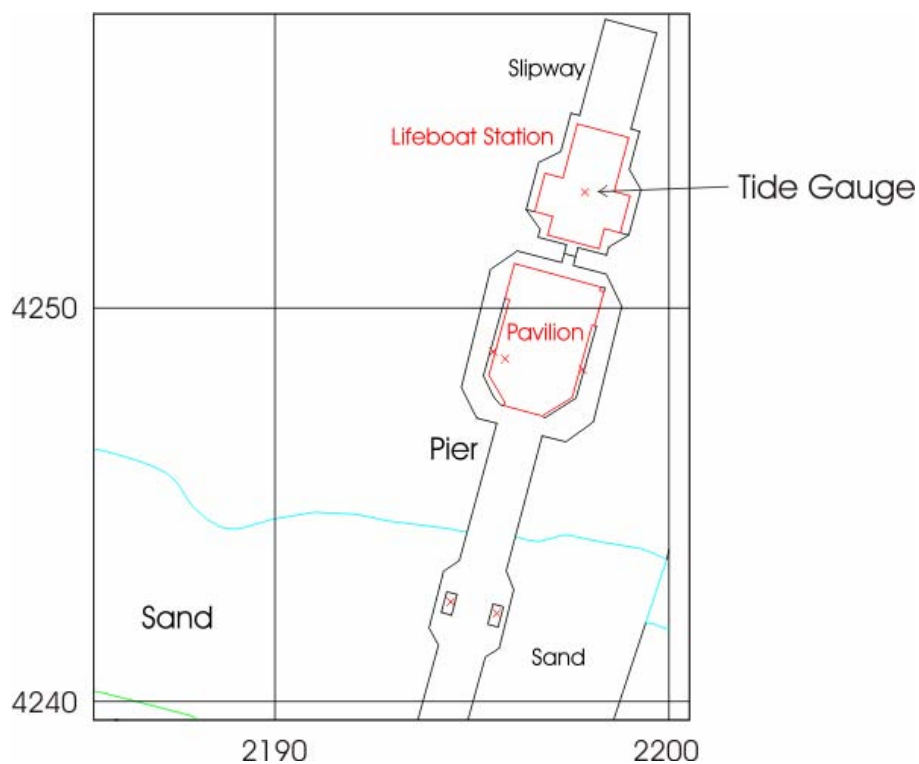 Slipway
Lifeboat Station
Tide Gauge
4250
Pavilion
Pier
Sand
Sand
4240
2190
2200